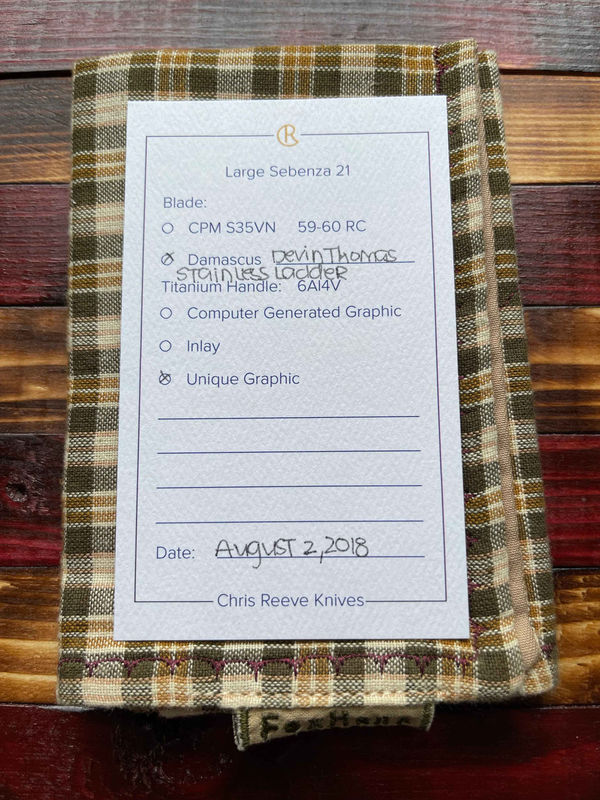 CR
Large Sebenza 21
Blade:
CPM S35VN 59-60 RC
Damascus Devin Thomas
Stainless Ladder
Titanium Handle: 6Al4V
Computer Generated Graphic
Inlay
Unique Graphic
Date: August 2, 2018
Chris Reeve Knives